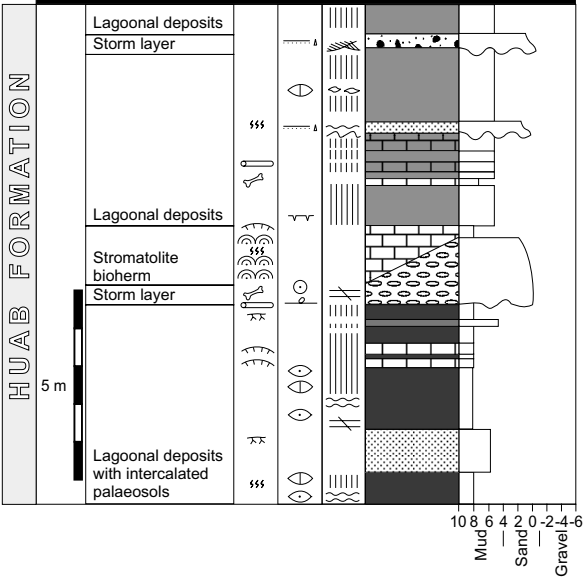 HUAB FORMATION
Lagoonal deposits
Storm layer
Lagoonal deposits
Stromatolite
bioherm
Storm layer
5 m
Lagoonal deposits
with intercalated
palaeosols
10 8 6 4 2 0 -2 -4 -6
Mud
Sand
Gravel